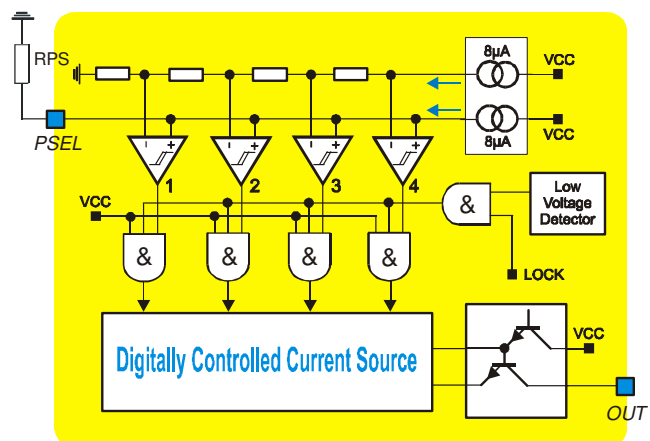 RPS
8µA
VCC
VCC
8µA
PSEL
- +
- +
- +
- +
1
2
3
4
VCC
&
Low
Voltage
Detector
&
&
&
&
LOCK
Digitally Controlled Current Source
VCC
OUT